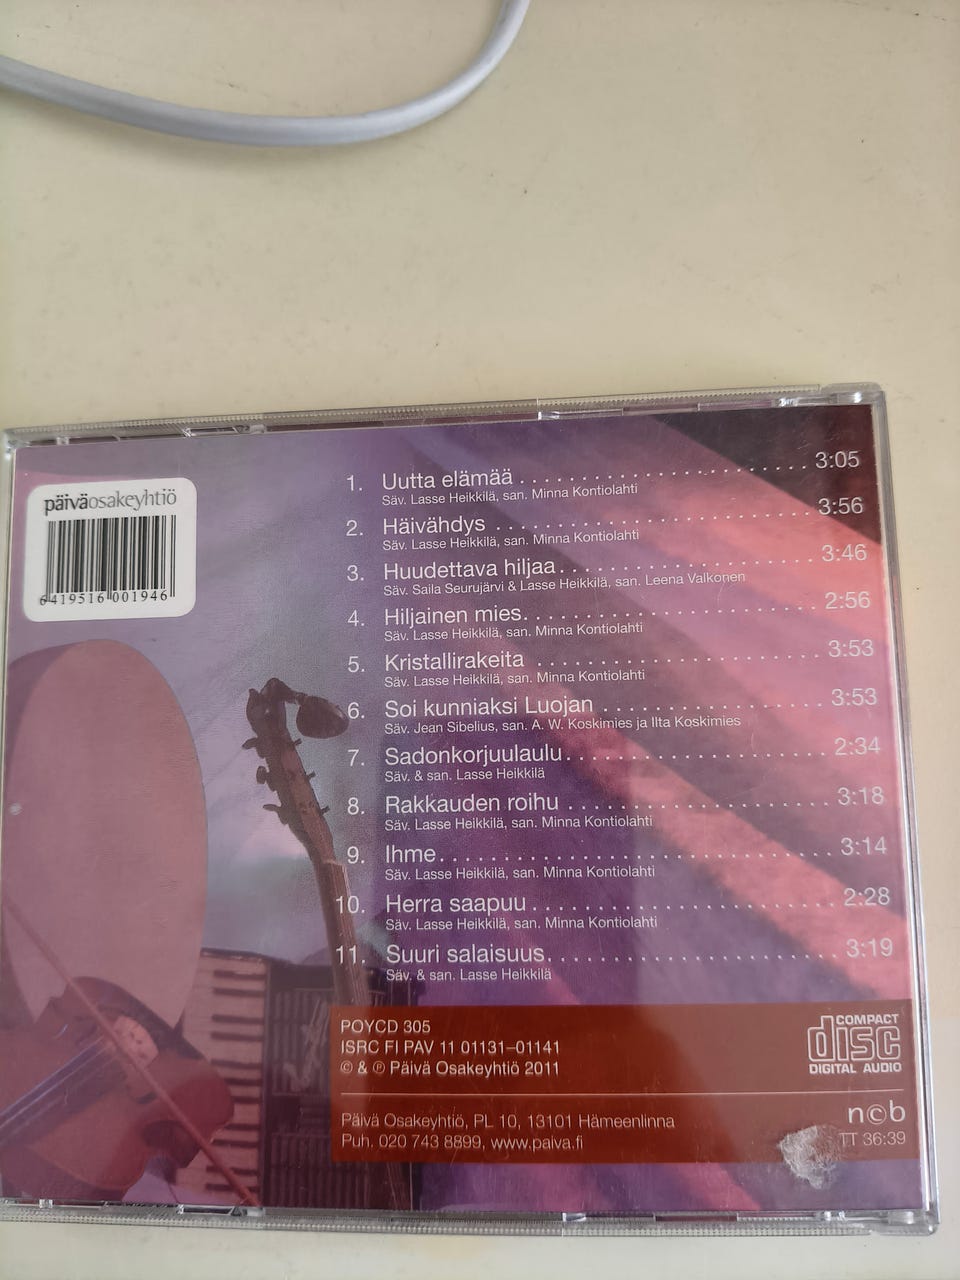 päiväosakeyhtiö
6419516 001946
1. Uutta elämää 3:05
Säv. Lasse Heikkilä, san. Minna Kontiolahti
2. Häivähdys 3:56
Säv. Lasse Heikkilä, san. Minna Kontiolahti
3. Huudettava hiljaa 3:46
Säv. Saila Seurujärvi & Lasse Heikkilä, san. Leena Valkonen
4. Hiljainen mies 2:56
Säv. Lasse Heikkilä, san. Minna Kontiolahti
5. Kristallirakeita 3:53
Säv. Lasse Heikkilä, san. Minna Kontiolahti
6. Soi kunniaksi Luojan 3:53
Säv. Jean Sibelius, san. A. W. Koskimies ja Ilta Koskimies
7. Sadonkorjuulaulu 2:34
Säv. & san. Lasse Heikkilä
8. Rakkauden roihu 3:18
Säv. Lasse Heikkilä, san. Minna Kontiolahti
9. Ihme 3:14
Säv. Lasse Heikkilä, san. Minna Kontiolahti
10. Herra saapuu 2:28
Säv. Lasse Heikkilä, san. Minna Kontiolahti
11. Suuri salaisuus 3:19
Säv. & san. Lasse Heikkilä
POYCD 305
ISRC FI PAV 11 01131–01141
© & ℗ Päivä Osakeyhtiö 2011
COMPACT
disc
DIGITAL AUDIO
Päivä Osakeyhtiö, PL 10, 13101 Hämeenlinna
Puh. 020 743 8899, www.paiva.fi
n©b
TT 36:39